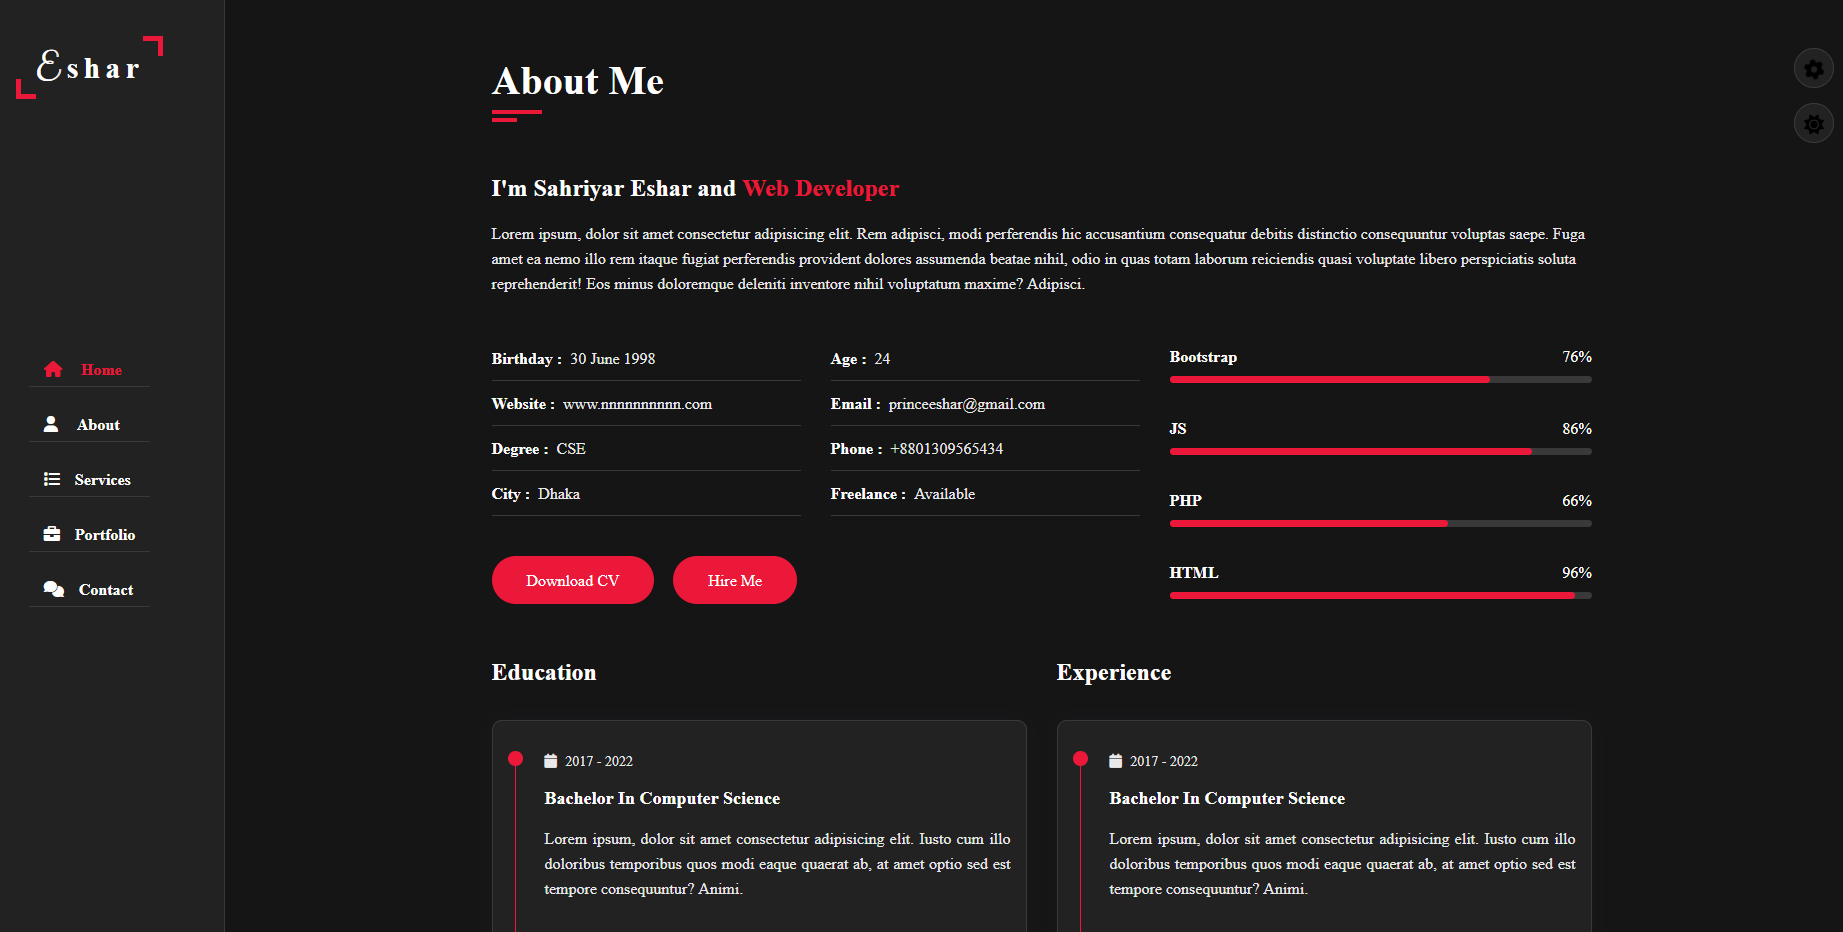 Eshar
Home
About
Services
Portfolio
Contact
About Me
I'm Sahriyar Eshar and Web Developer
Lorem ipsum, dolor sit amet consectetur adipisicing elit. Rem adipisci, modi perferendis hic accusantium consequatur debitis distinctio consequuntur voluptas saepe. Fuga
amet ea nemo illo rem itaque fugiat perferendis provident dolores assumenda beatae nihil, odio in quas totam laborum reiciendis quasi voluptate libero perspiciatis soluta
reprehenderit! Eos minus doloremque deleniti inventore nihil voluptatum maxime? Adipisci.
Birthday : 30 June 1998
Age : 24
Website : www.nnnnnnnnnn.com
Email : princeeshar@gmail.com
Degree : CSE
Phone : +8801309565434
City : Dhaka
Freelance : Available
Download CV
Hire Me
Bootstrap 76%
JS 86%
PHP 66%
HTML 96%
Education
2017 - 2022
Bachelor In Computer Science
Lorem ipsum, dolor sit amet consectetur adipisicing elit. Iusto cum illo
doloribus temporibus quos modi eaque quaerat ab, at amet optio sed est
tempore consequuntur? Animi.
Experience
2017 - 2022
Bachelor In Computer Science
Lorem ipsum, dolor sit amet consectetur adipisicing elit. Iusto cum illo
doloribus temporibus quos modi eaque quaerat ab, at amet optio sed est
tempore consequuntur? Animi.